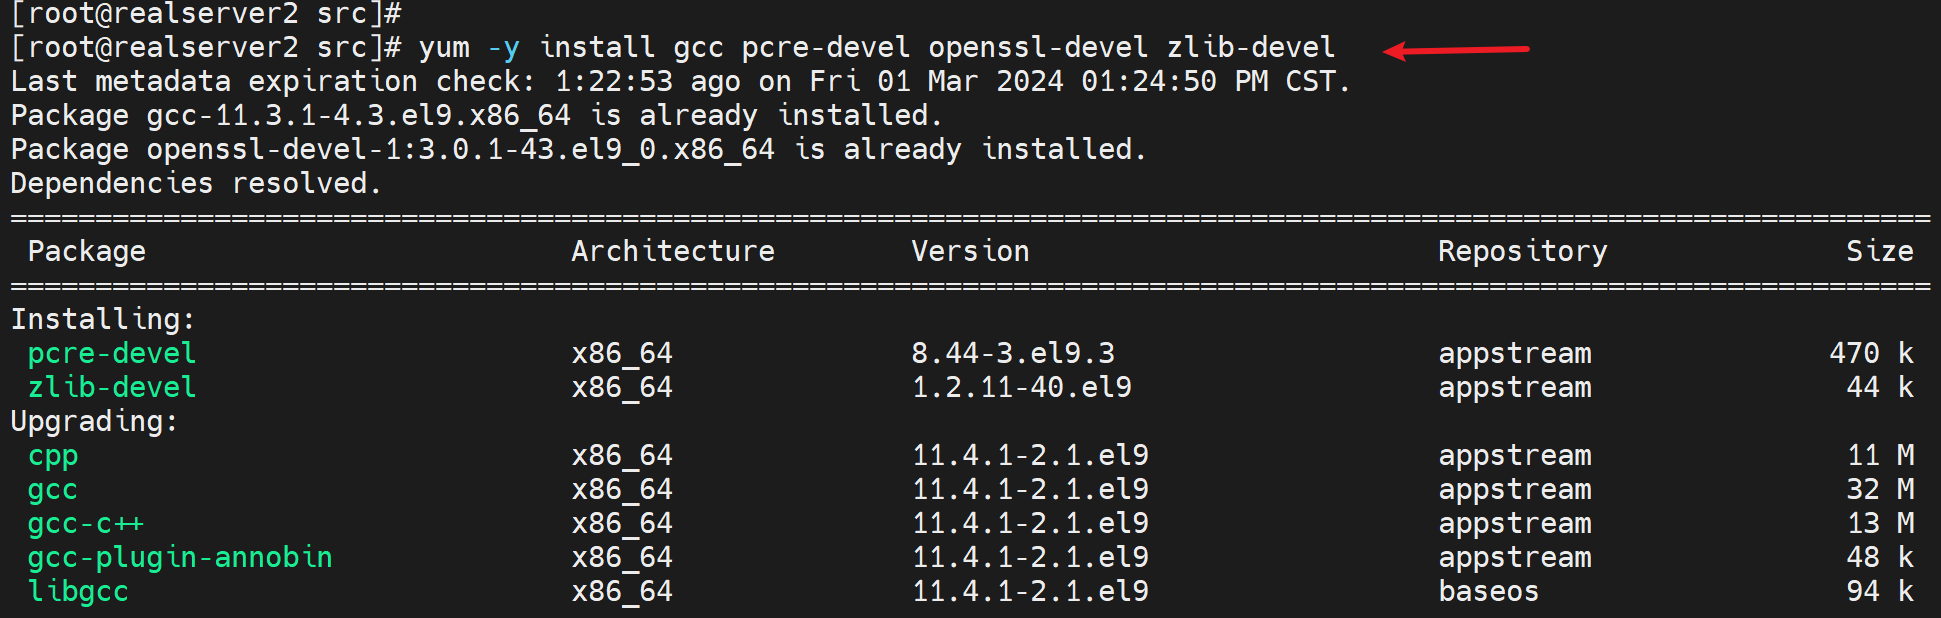 [root@realserver2 src]#
[root@realserver2 src]# yum -y install gcc pcre-devel openssl-devel zlib-devel
Last metadata expiration check: 1:22:53 ago on Fri 01 Mar 2024 01:24:50 PM CST.
Package gcc-11.3.1-4.3.el9.x86_64 is already installed.
Package openssl-devel-1:3.0.1-43.el9_0.x86_64 is already installed.
Dependencies resolved.
=================================================================================================================
Package Architecture Version Repository Size
=================================================================================================================
Installing:
pcre-devel x86_64 8.44-3.el9.3 appstream 470 k
zlib-devel x86_64 1.2.11-40.el9 appstream 44 k
Upgrading:
cpp x86_64 11.4.1-2.1.el9 appstream 11 M
gcc x86_64 11.4.1-2.1.el9 appstream 32 M
gcc-c++ x86_64 11.4.1-2.1.el9 appstream 13 M
gcc-plugin-annobin x86_64 11.4.1-2.1.el9 appstream 48 k
libgcc x86_64 11.4.1-2.1.el9 baseos 94 k